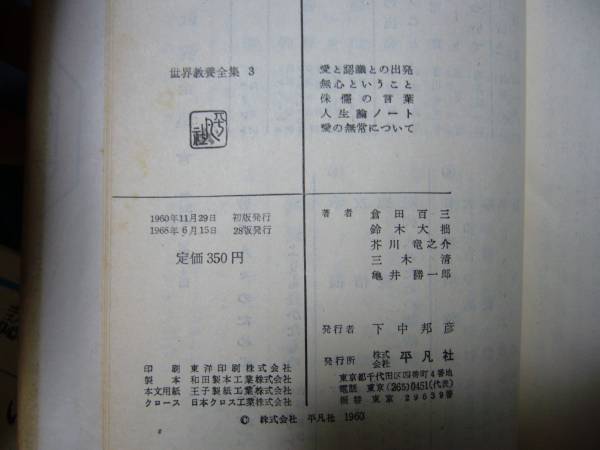 世界教養全集 3
愛と認識との出発
無心ということ
侏儒の言葉
人生論ノート
愛の無常について
1960年11月29日 初版発行
1968年6月15日 28版発行
定価350円
著者 倉田百三
鈴木大拙
芥川竜之介
三木清
亀井勝一郎
発行者 下中邦彦
発行所 株式会社 平凡社
東京都千代田区四番町4番地
電話 東京(265)0451(代表)
振替 東京 29639番
印刷 東洋印刷株式会社
製本 和田製本工業株式会社
本文用紙 王子製紙工業株式会社
クロース 日本クロス工業株式会社
© 株式会社 平凡社 1960